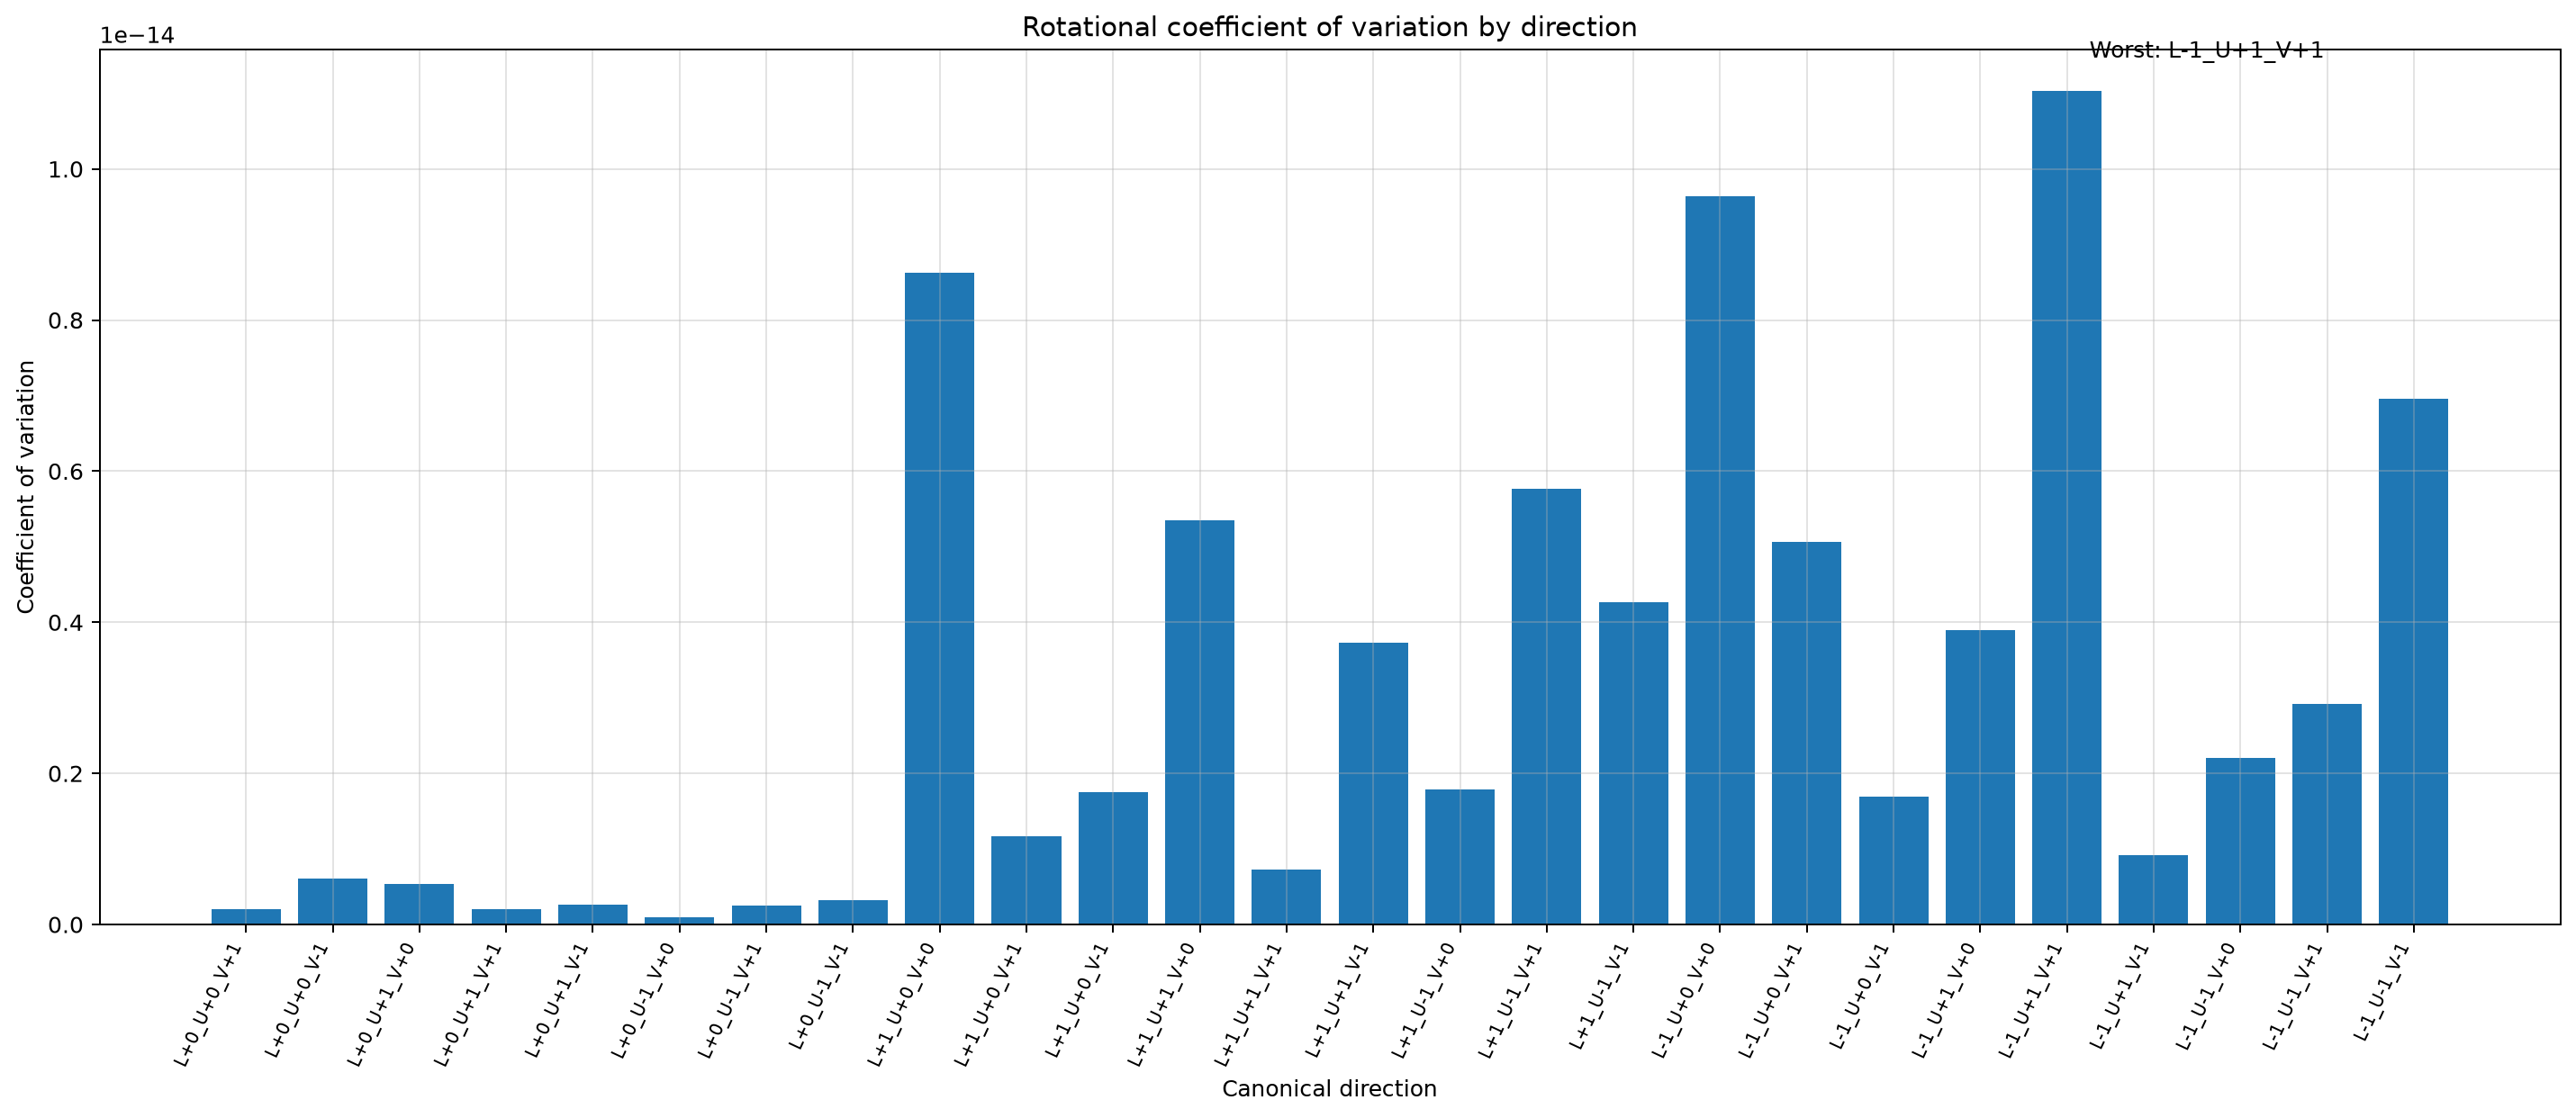 Rotational coefficient of variation by direction
1e−14
Worst: L-1_U+1_V+1
1.0
0.8
0.6
0.4
0.2
0.0
Coefficient of variation
L+0_U+0_V+1
L+0_U+0_V-1
L+0_U+1_V+0
L+0_U+1_V+1
L+0_U+1_V-1
L+0_U-1_V+0
L+0_U-1_V+1
L+0_U-1_V-1
L+1_U+0_V+0
L+1_U+0_V+1
L+1_U+0_V-1
L+1_U+1_V+0
L+1_U+1_V+1
L+1_U+1_V-1
L+1_U-1_V+0
L+1_U-1_V+1
L+1_U-1_V-1
L-1_U+0_V+0
L-1_U+0_V+1
L-1_U+0_V-1
L-1_U+1_V+0
L-1_U+1_V+1
L-1_U+1_V-1
L-1_U-1_V+0
L-1_U-1_V+1
L-1_U-1_V-1
Canonical direction